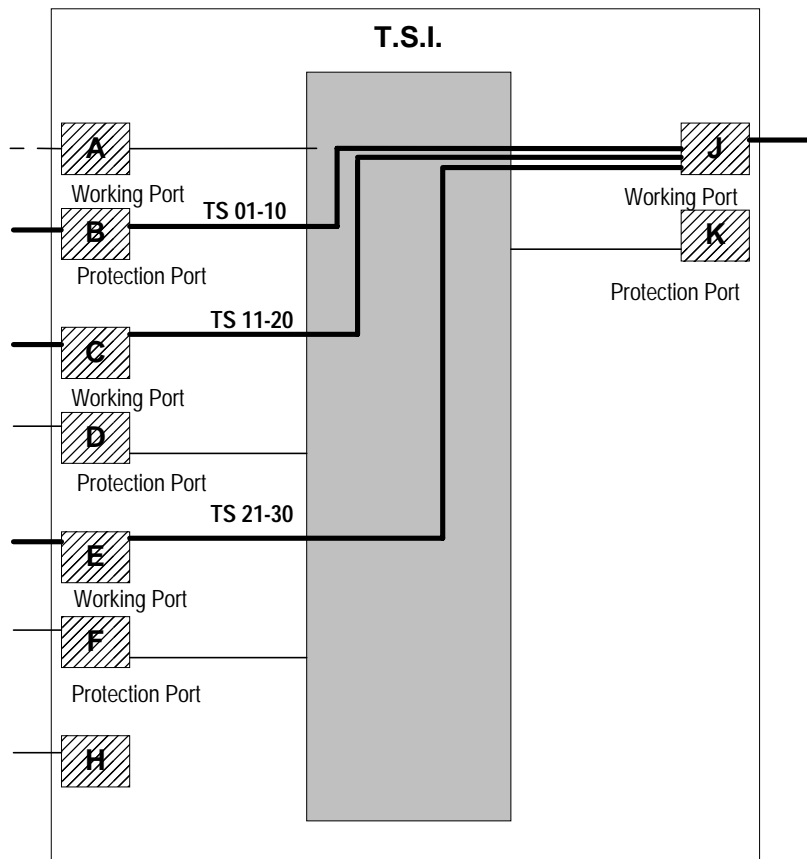 T.S.I.
A
Working Port
B
TS 01-10
Protection Port
C
TS 11-20
Working Port
D
Protection Port
E
TS 21-30
Working Port
F
Protection Port
H
J
Working Port
K
Protection Port